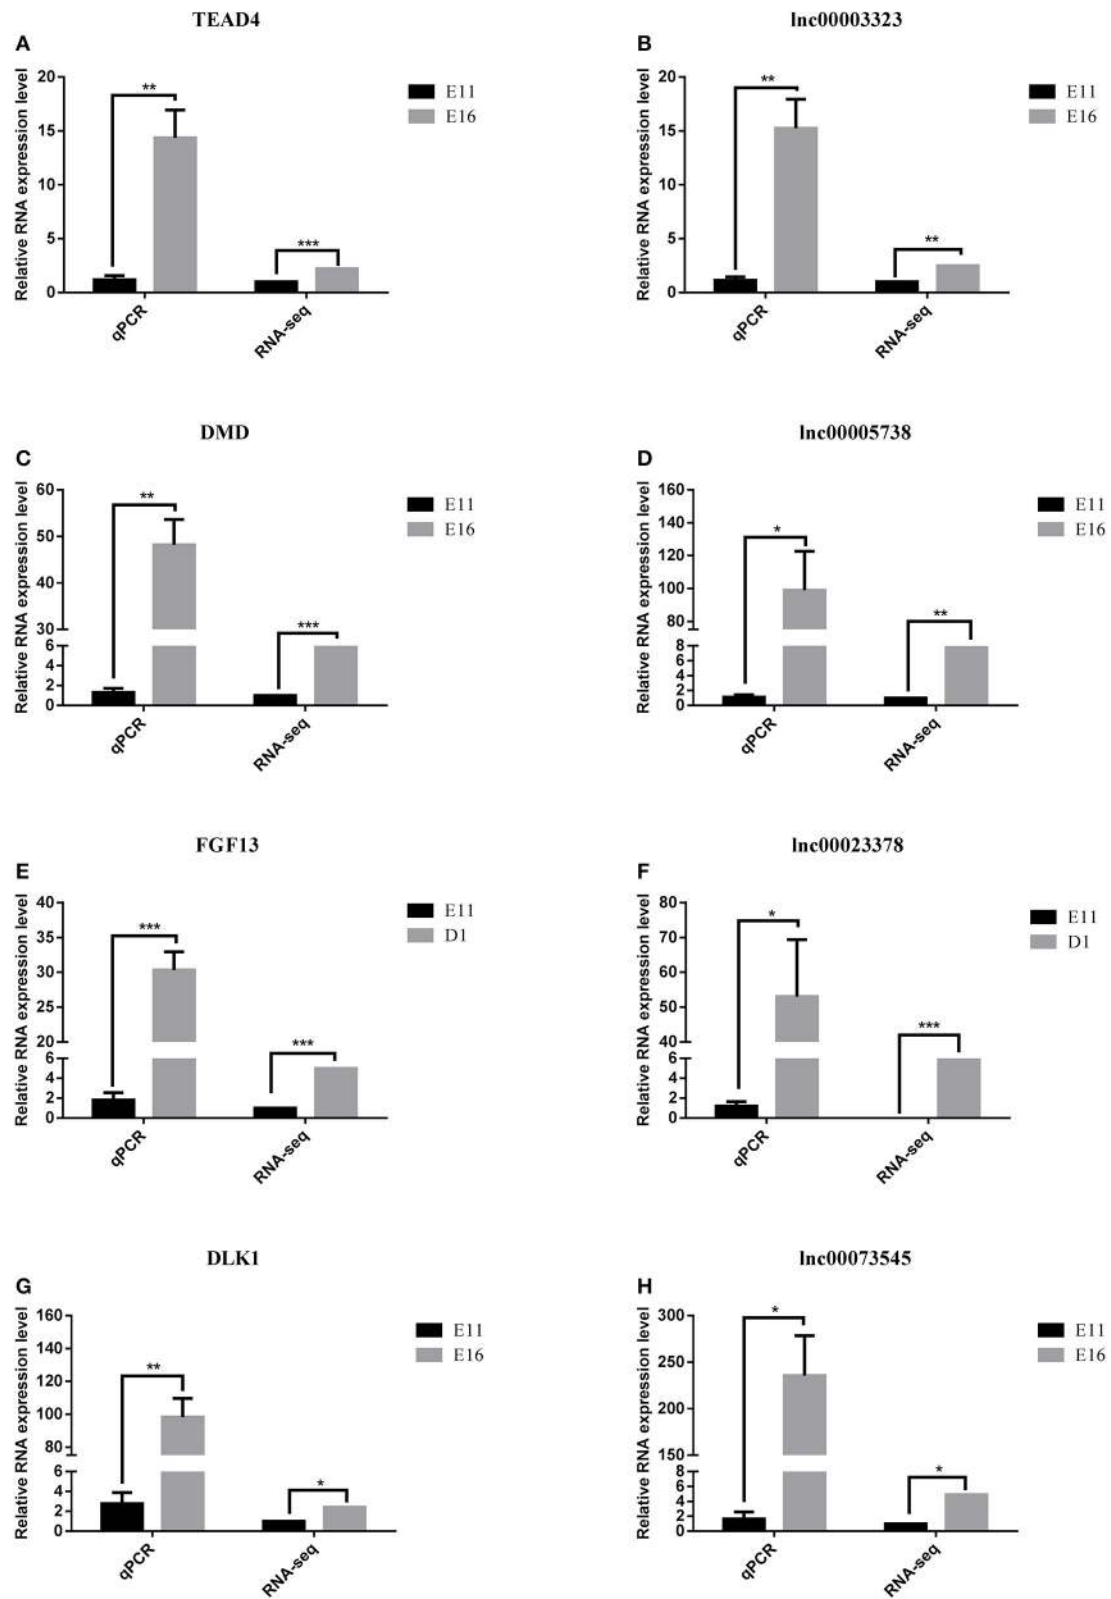 TEAD4
A
Relative RNA expression level
20
15
10
5
0
**
***
qPCR
RNA-seq
E11
E16
lnc00003323
B
Relative RNA expression level
20
15
10
5
0
**
**
qPCR
RNA-seq
E11
E16
DMD
C
Relative RNA expression level
60
50
40
30
6
4
2
0
**
***
qPCR
RNA-seq
E11
E16
lnc00005738
D
Relative RNA expression level
160
140
120
100
80
8
6
4
2
0
*
**
qPCR
RNA-seq
E11
E16
FGF13
E
Relative RNA expression level
40
35
30
25
20
6
4
2
0
***
***
qPCR
RNA-seq
E11
D1
lnc00023378
F
Relative RNA expression level
80
70
60
50
40
6
4
2
0
*
***
qPCR
RNA-seq
E11
D1
DLK1
G
Relative RNA expression level
160
140
120
100
80
6
4
2
0
**
*
qPCR
RNA-seq
E11
E16
lnc00073545
H
Relative RNA expression level
300
250
200
150
8
6
4
2
0
*
*
qPCR
RNA-seq
E11
E16